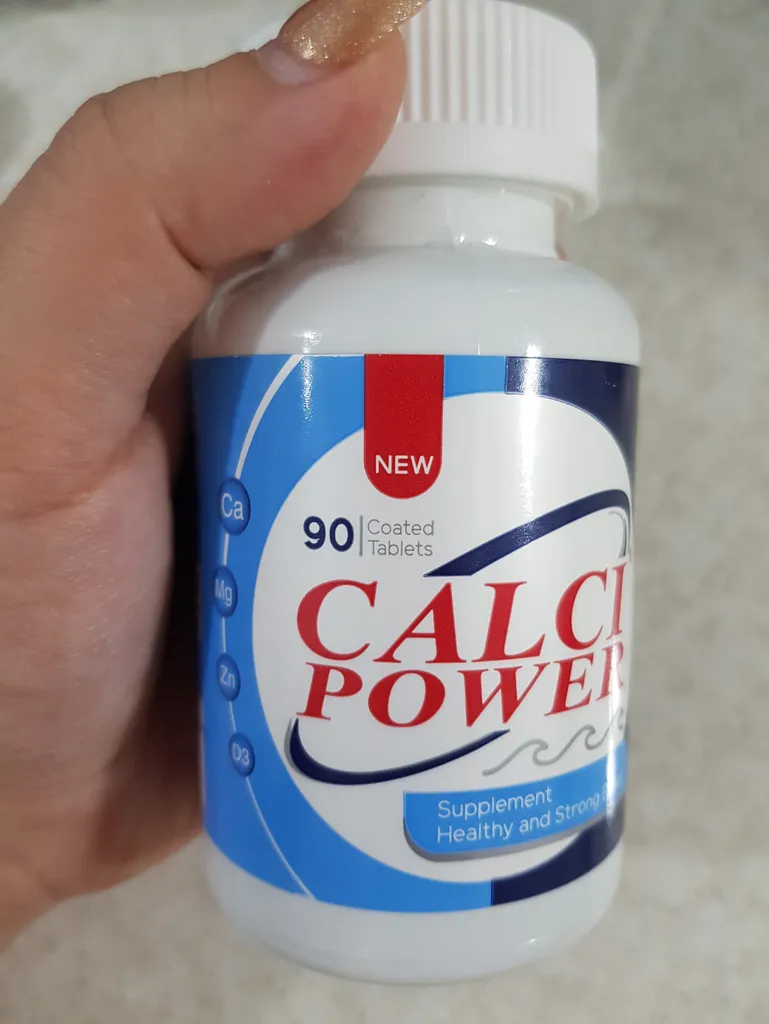 NEW
90 Coated
Tablets
CALCI
POWER
Ca
Mg
Zn
D3
Supplement
Healthy and Strong